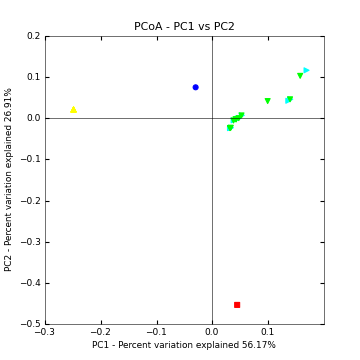 PCoA - PC1 vs PC2
PC2 - Percent variation explained 26.91%
0.2
0.1
0.0
−0.1
−0.2
−0.3
−0.4
−0.5
−0.3 −0.2 −0.1 0.0 0.1
PC1 - Percent variation explained 56.17%